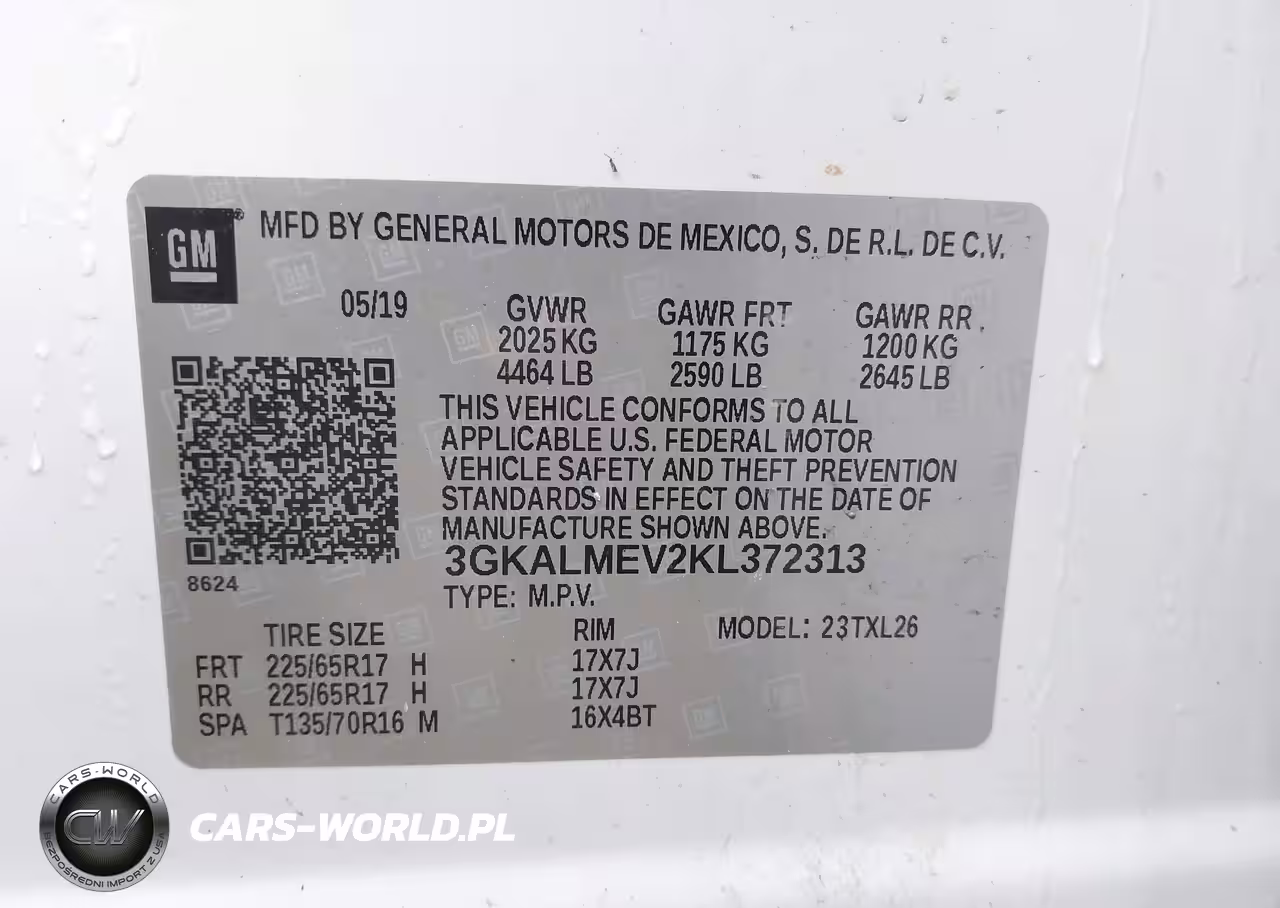 GM® MFD BY GENERAL MOTORS DE MEXICO, S. DE R.L. DE C.V.
05/19 GVWR GAWR FRT GAWR RR
2025 KG 1175 KG 1200 KG
4464 LB 2590 LB 2645 LB
THIS VEHICLE CONFORMS TO ALL
APPLICABLE U.S. FEDERAL MOTOR
VEHICLE SAFETY AND THEFT PREVENTION
STANDARDS IN EFFECT ON THE DATE OF
MANUFACTURE SHOWN ABOVE.
3GKALMEV2KL372313
8624
TYPE: M.P.V.
TIRE SIZE RIM MODEL: 23TXL26
FRT 225/65R17 H 17X7J
RR 225/65R17 H 17X7J
SPA T135/70R16 M 16X4BT
CARS-WORLD
CW
BEZPOŚREDNI IMPORT Z USA
CARS-WORLD.PL